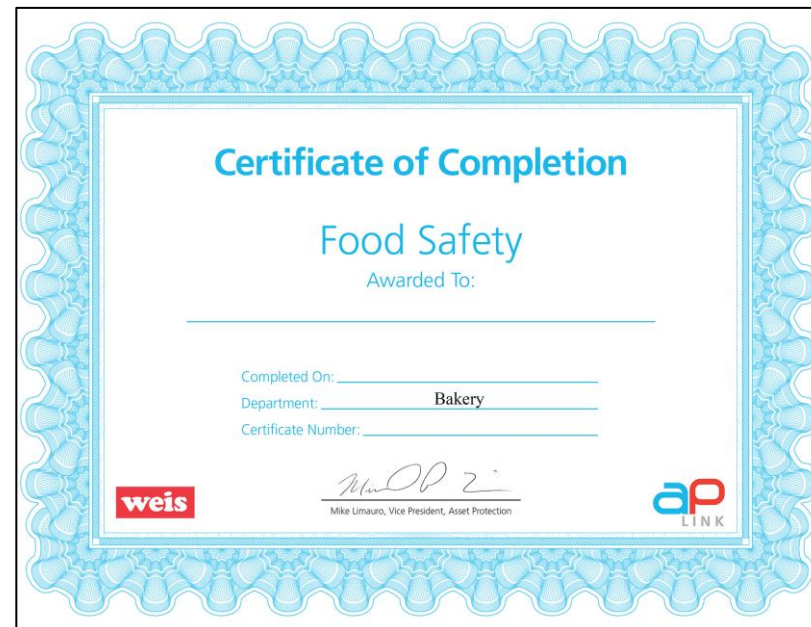 Certificate of Completion
Food Safety
Awarded To:
Completed On:
Department: Bakery
Certificate Number:
weis
Mike Limauro, Vice President, Asset Protection
ap
LINK